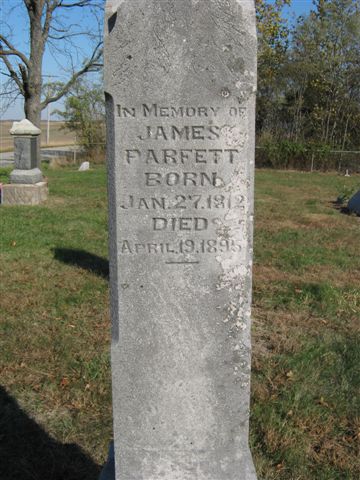 IN MEMORY OF
JAMES
PARFETT
BORN
JAN. 27. 1812
DIED
APRIL. 19. 1895